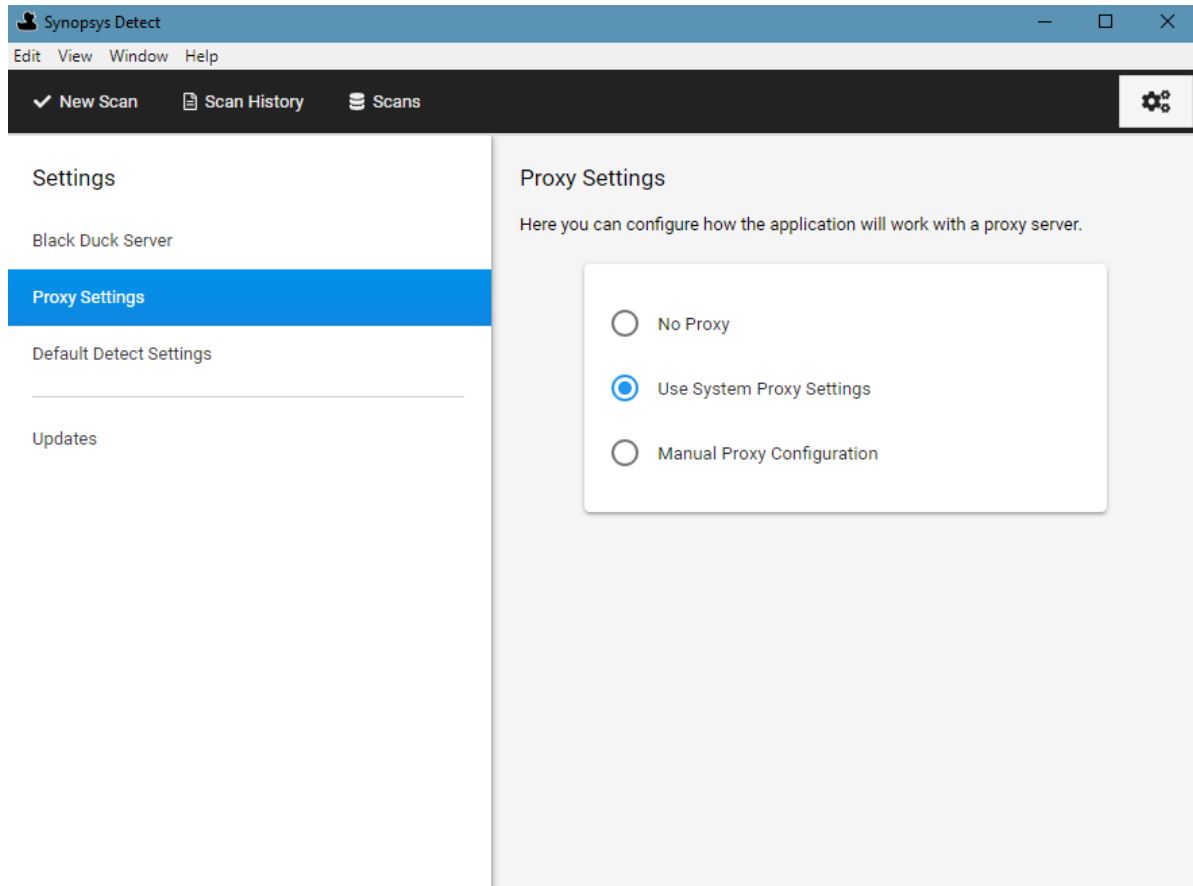 Synopsys Detect
Edit View Window Help
New Scan Scan History Scans
Settings
Black Duck Server
Proxy Settings
Default Detect Settings
Updates
Proxy Settings
Here you can configure how the application will work with a proxy server.
No Proxy
Use System Proxy Settings
Manual Proxy Configuration